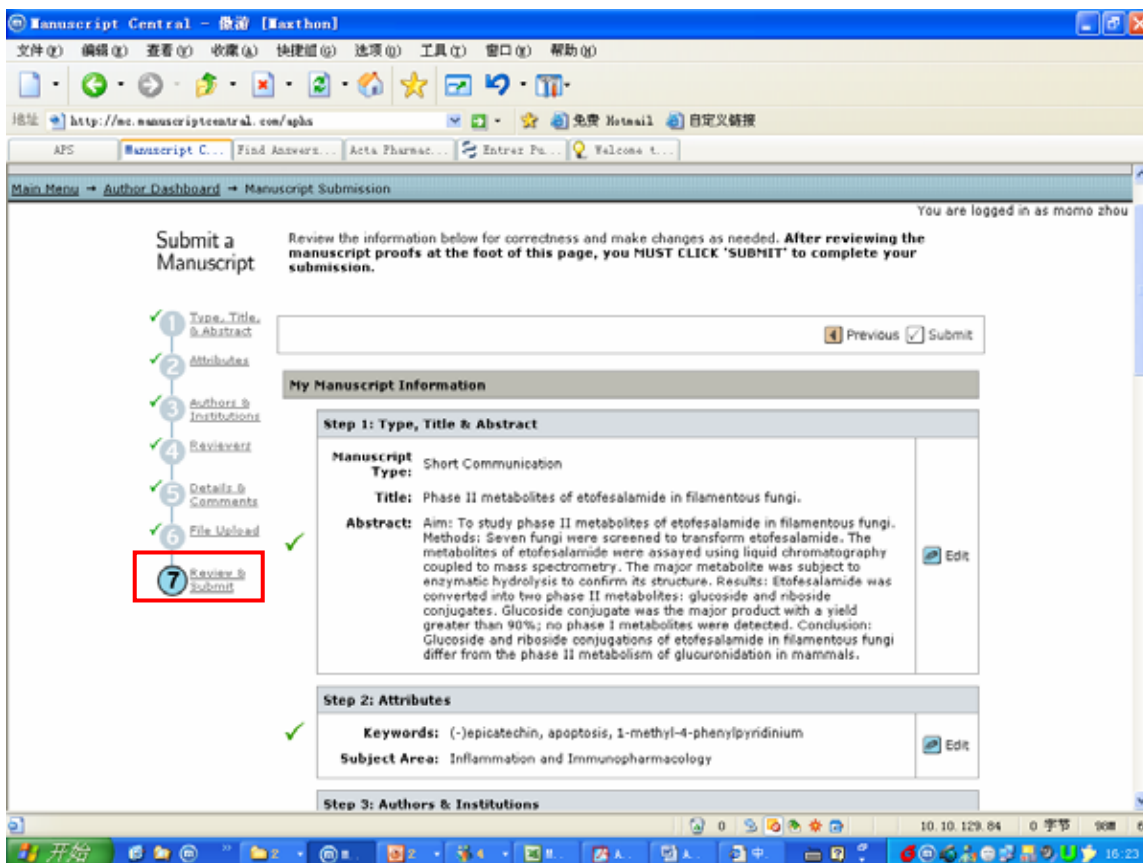 Manuscript Central - 傲游 [Maxthon]
文件(F) 编辑(E) 查看(V) 收藏(A) 快捷组(G) 选项(O) 工具(T) 窗口(W) 帮助(H)
地址 http://mc.manuscriptcentral.com/aphs 免费 Hotmail 自定义链接
APS Manuscript C... Find Answers... Acta Pharmac... Entrez Pu... Welcome t...
Main Menu → Author Dashboard → Manuscript Submission
You are logged in as momo zhou
Submit a
Manuscript
Review the information below for correctness and make changes as needed. After reviewing the
manuscript proofs at the foot of this page, you MUST CLICK 'SUBMIT' to complete your
submission.
1 Type, Title,
& Abstract
2 Attributes
3 Authors &
Institutions
4 Reviewers
5 Details &
Comments
6 File Upload
7 Review &
Submit
Previous Submit
My Manuscript Information
Step 1: Type, Title & Abstract
Manuscript
Type: Short Communication
Title: Phase II metabolites of etofesalamide in filamentous fungi.
Abstract: Aim: To study phase II metabolites of etofesalamide in filamentous fungi.
Methods: Seven fungi were screened to transform etofesalamide. The
metabolites of etofesalamide were assayed using liquid chromatography
coupled to mass spectrometry. The major metabolite was subject to
enzymatic hydrolysis to confirm its structure. Results: Etofesalamide was
converted into two phase II metabolites: glucoside and riboside
conjugates. Glucoside conjugate was the major product with a yield
greater than 90%; no phase I metabolites were detected. Conclusion:
Glucoside and riboside conjugations of etofesalamide in filamentous fungi
differ from the phase II metabolism of glucuronidation in mammals.
Edit
Step 2: Attributes
Keywords: (-)epicatechin, apoptosis, 1-methyl-4-phenylpyridinium
Subject Area: Inflammation and Immunopharmacology
Edit
Step 3: Authors & Institutions
0 10.10.129.84 0 字节
开始 16:23